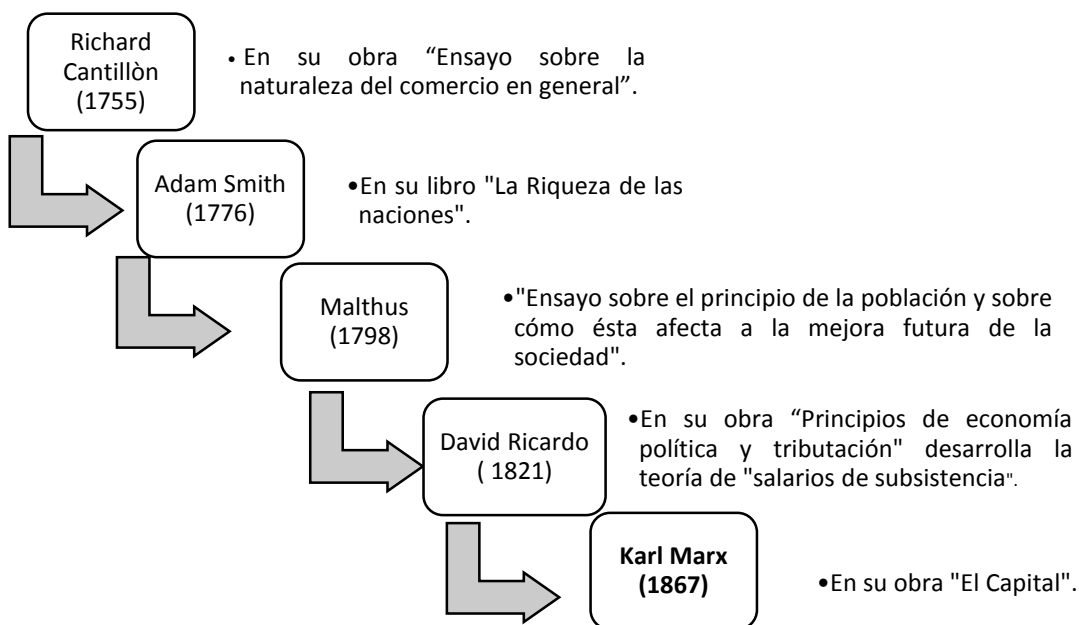 Richard
Cantillòn
(1755)
• En su obra “Ensayo sobre la
naturaleza del comercio en general”.
Adam Smith
(1776)
•En su libro "La Riqueza de las
naciones".
Malthus
(1798)
•"Ensayo sobre el principio de la población y sobre
cómo ésta afecta a la mejora futura de la
sociedad".
David Ricardo
( 1821)
•En su obra “Principios de economía
política y tributación" desarrolla la
teoría de "salarios de subsistencia".
Karl Marx
(1867)
•En su obra "El Capital".